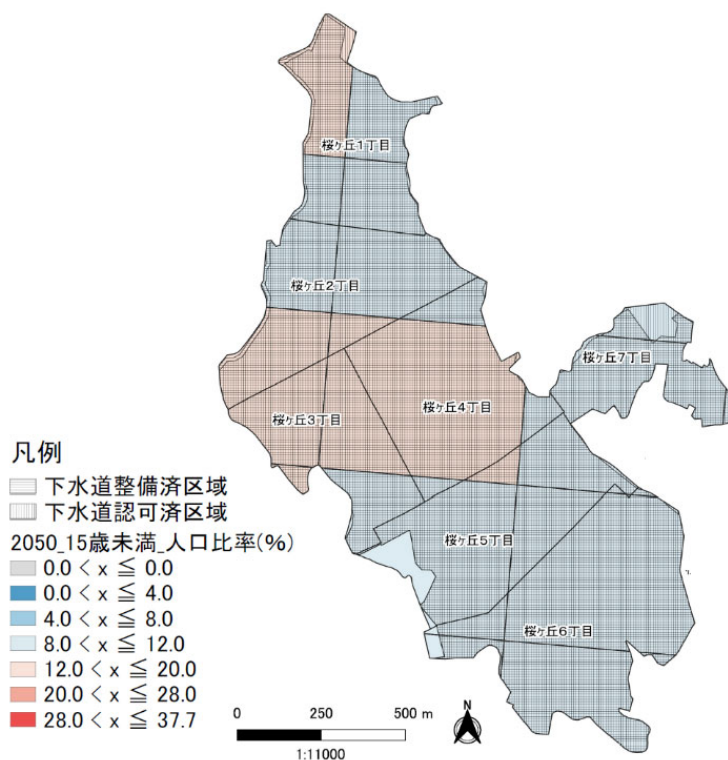 桜ヶ丘1丁目
桜ヶ丘2丁目
桜ヶ丘7丁目
桜ヶ丘3丁目
桜ヶ丘4丁目
桜ヶ丘5丁目
桜ヶ丘6丁目
凡例
下水道整備済区域
下水道認可済区域
2050_15歳未満_人口比率(%)
0.0 < x ≦ 0.0
0.0 < x ≦ 4.0
4.0 < x ≦ 8.0
8.0 < x ≦ 12.0
12.0 < x ≦ 20.0
20.0 < x ≦ 28.0
28.0 < x ≦ 37.7
0 250 500 m
1:11000
N